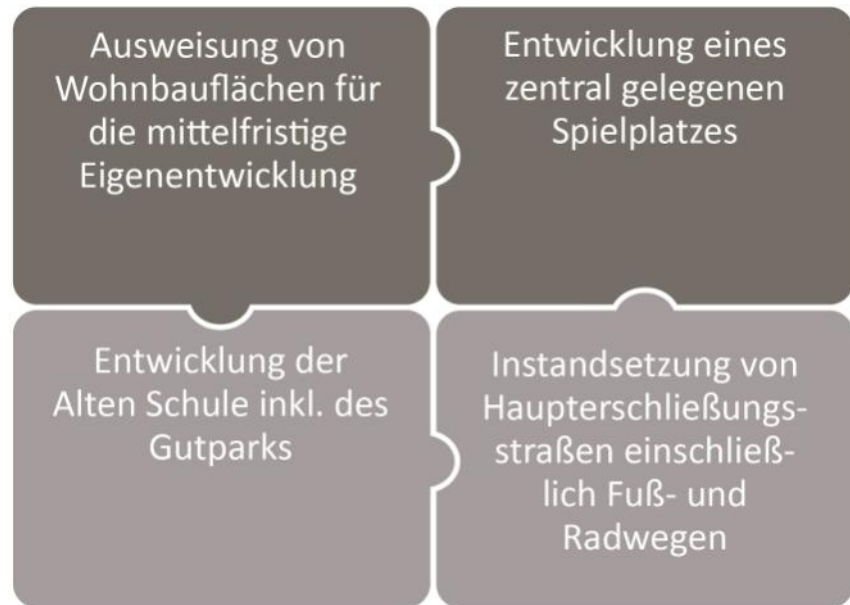 Ausweisung von
Wohnbauflächen für
die mittelfristige
Eigenentwicklung
Entwicklung eines
zentral gelegenen
Spielplatzes
Entwicklung der
Alten Schule inkl. des
Gutparks
Instandsetzung von
Haupterschließungs-
straßen einschließ-
lich Fuß- und
Radwegen